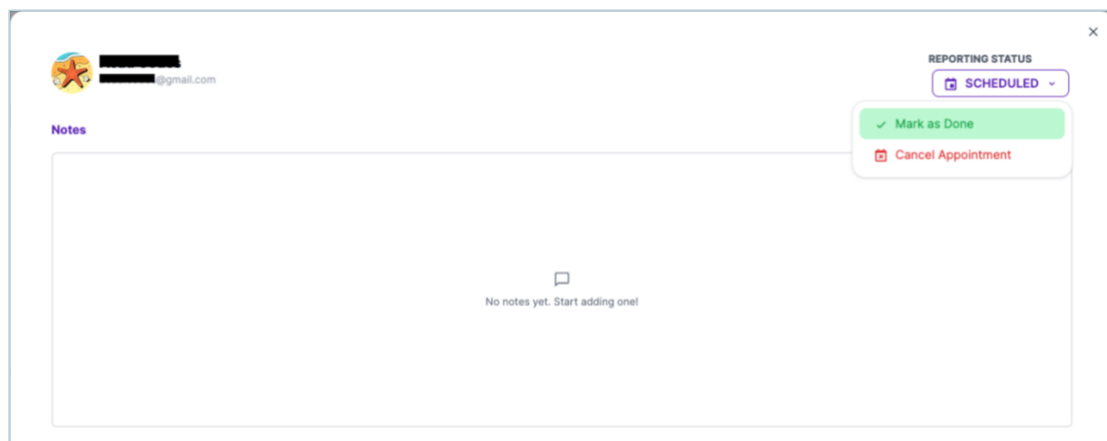 @gmail.com
REPORTING STATUS
SCHEDULED
Mark as Done
Cancel Appointment
Notes
No notes yet. Start adding one!